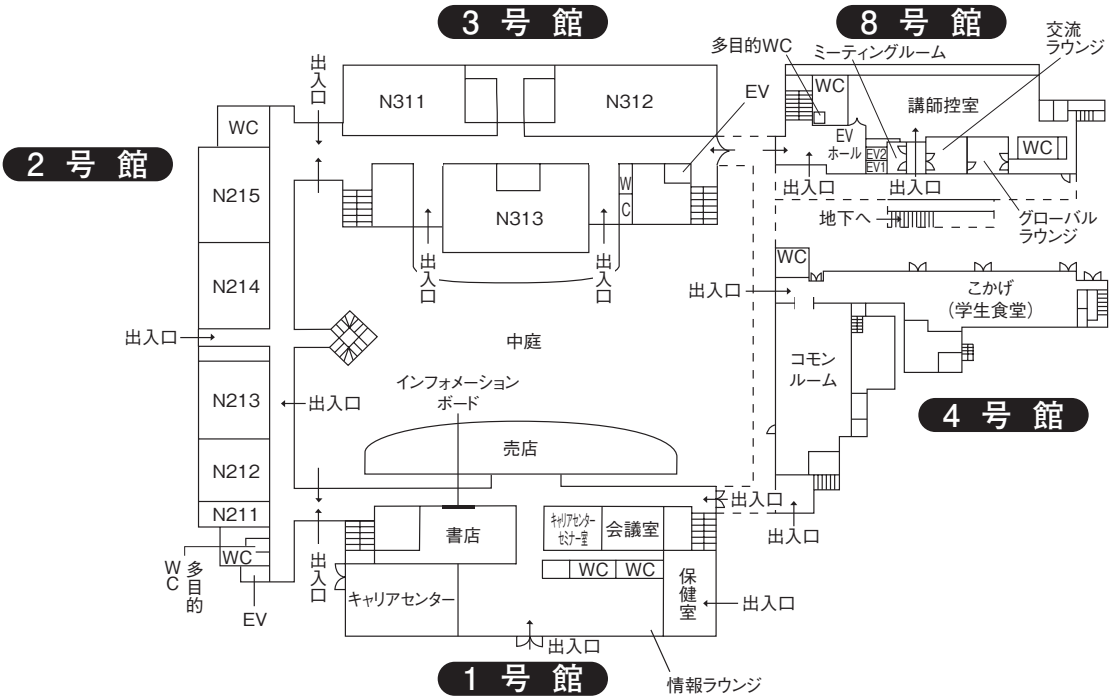 3 号 館
8 号 館
交流
ラウンジ
多目的WC
ミーティングルーム
出入口
N311
N312
EV
WC
講師控室
WC
EV
ホール
EV2
EV1
WC
2 号 館
N215
N313
W
C
出入口
出入口
地下へ
グローバル
ラウンジ
出入口
出入口
N214
WC
出入口
こかげ
(学生食堂)
出入口
中庭
コモン
ルーム
インフォメーション
ボード
N213
出入口
4 号 館
売店
N212
N211
出入口
書店
キャリアセンター
セミナー室
会議室
出入口
WC
多目的
WC
出入口
WC
WC
保健室
出入口
キャリアセンター
EV
出入口
情報ラウンジ
1 号 館